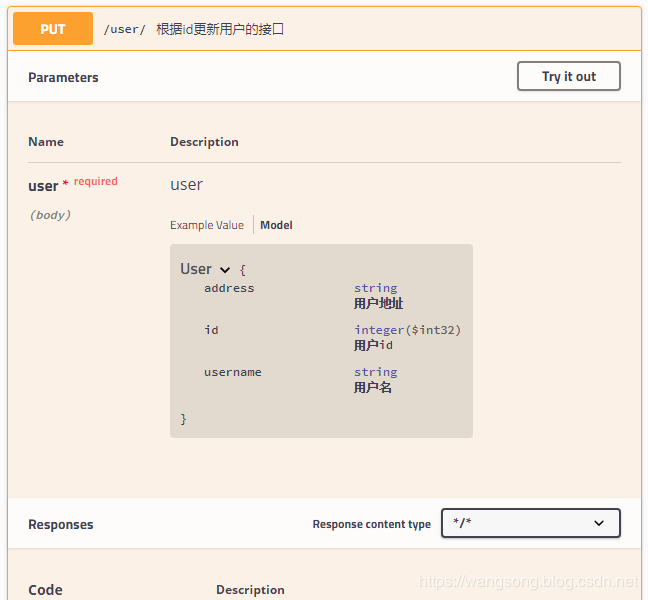 PUT /user/ 根据id更新用户的接口
Parameters Try it out
Name Description
user * required user
(body)
Example Value Model
User {
address string
用户地址
id integer($int32)
用户id
username string
用户名
}
Responses Response content type */*
Code Description
https://wangsong.blog.csdn.net